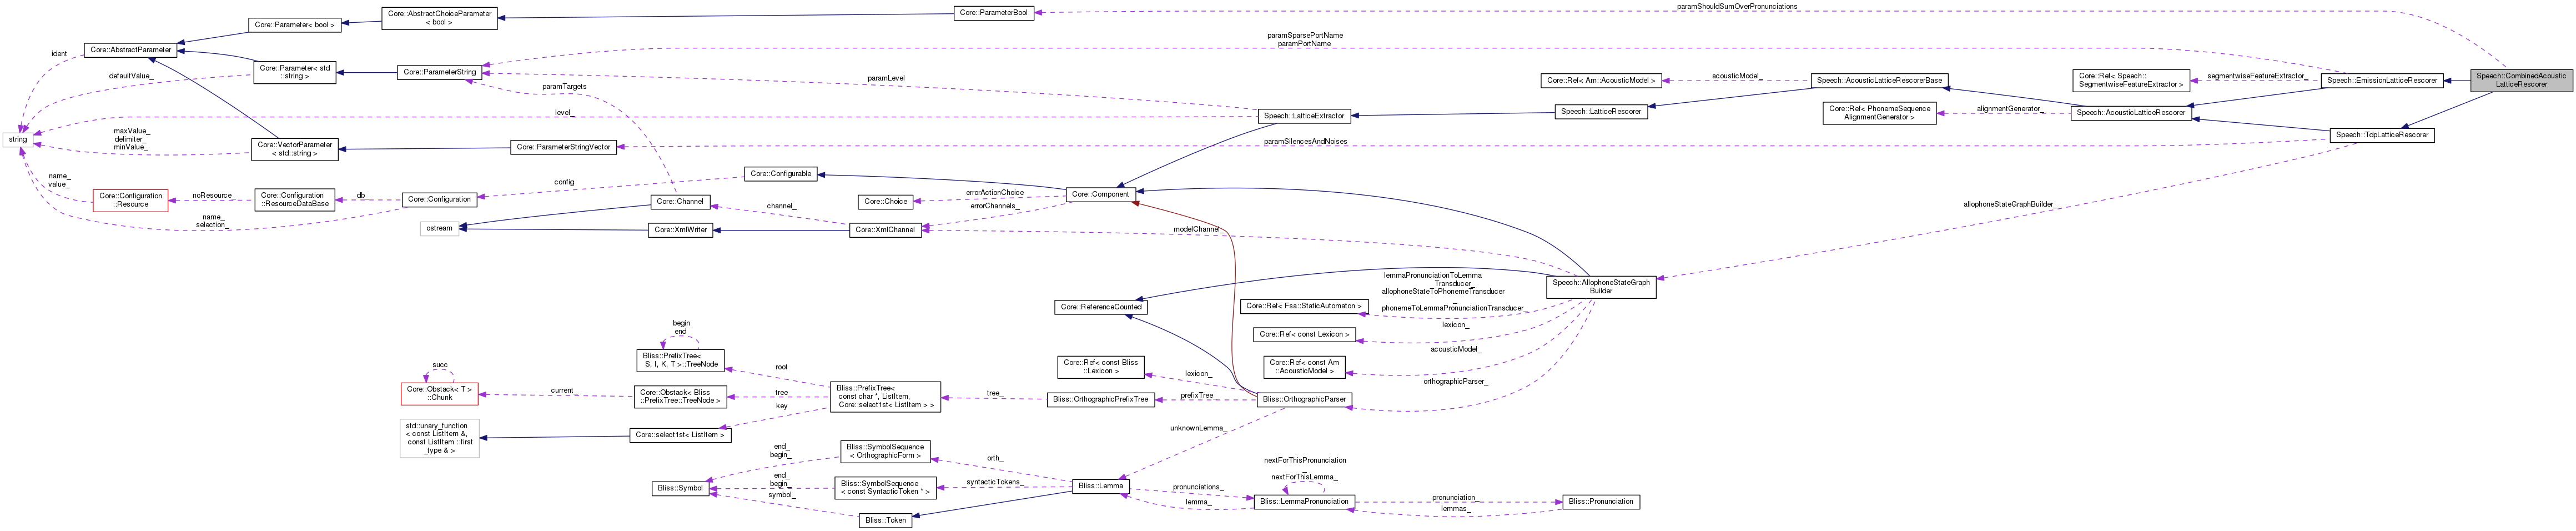 paramShouldSumOverPronunciations
Core::ParameterBool
Core::AbstractChoiceParameter
< bool >
Core::Parameter< bool >
ident
Core::AbstractParameter
paramSparsePortName
paramPortName
Core::Parameter< std
::string >
defaultValue_
Core::ParameterString
paramLevel
paramTargets
Core::Ref< Am::AcousticModel >
acousticModel_
Speech::AcousticLatticeRescorerBase
Core::Ref< Speech::
SegmentwiseFeatureExtractor >
segmentwiseFeatureExtractor_
Speech::EmissionLatticeRescorer
Speech::CombinedAcoustic
LatticeRescorer
level_
Speech::LatticeExtractor
Speech::LatticeRescorer
Core::Ref< PhonemeSequence
AlignmentGenerator >
alignmentGenerator_
Speech::AcousticLatticeRescorer
Speech::TdpLatticeRescorer
string
maxValue_
delimiter_
minValue_
Core::VectorParameter
< std::string >
Core::ParameterStringVector
paramSilencesAndNoises
name_
value_
Core::Configuration
::Resource
noResource_
Core::Configuration
::ResourceDataBase
db_
Core::Configuration
config
Core::Configurable
name_
selection_
Core::Channel
channel_
Core::Choice
errorActionChoice
errorChannels_
Core::Component
ostream
Core::XmlWriter
Core::XmlChannel
modelChannel_
allophoneStateGraphBuilder_
Speech::AllophoneStateGraph
Builder
Core::ReferenceCounted
lemmaPronunciationToLemma
Transducer_
allophoneStateToPhonemeTransducer
_
phonemeToLemmaPronunciationTransducer_
Core::Ref< Fsa::StaticAutomaton >
Core::Ref< const Lexicon >
lexicon_
Core::Ref< const Am
::AcousticModel >
acousticModel_
orthographicParser_
Core::Ref< const Bliss
::Lexicon >
lexicon_
Bliss::OrthographicParser
prefixTree_
Bliss::OrthographicPrefixTree
tree_
Bliss::PrefixTree<
const char *, ListItem,
Core::select1st< ListItem > >
root
tree
key
begin
end
Bliss::PrefixTree<
S, I, K, T >::TreeNode
Core::Obstack< Bliss
::PrefixTree::TreeNode >
current_
succ
Core::Obstack< T >
::Chunk
std::unary_function
< const ListItem &,
const ListItem ::first
_type & >
Core::select1st< ListItem >
unknownLemma_
Bliss::SymbolSequence
< OrthographicForm >
end_
begin_
orth_
Bliss::Symbol
end_
begin_
Bliss::SymbolSequence
< const SyntacticToken * >
syntacticTokens_
symbol_
Bliss::Token
Bliss::Lemma
pronunciations_
lemma_
nextForThisPronunciation
_
nextForThisLemma_
Bliss::LemmaPronunciation
pronunciation_
lemmas_
Bliss::Pronunciation